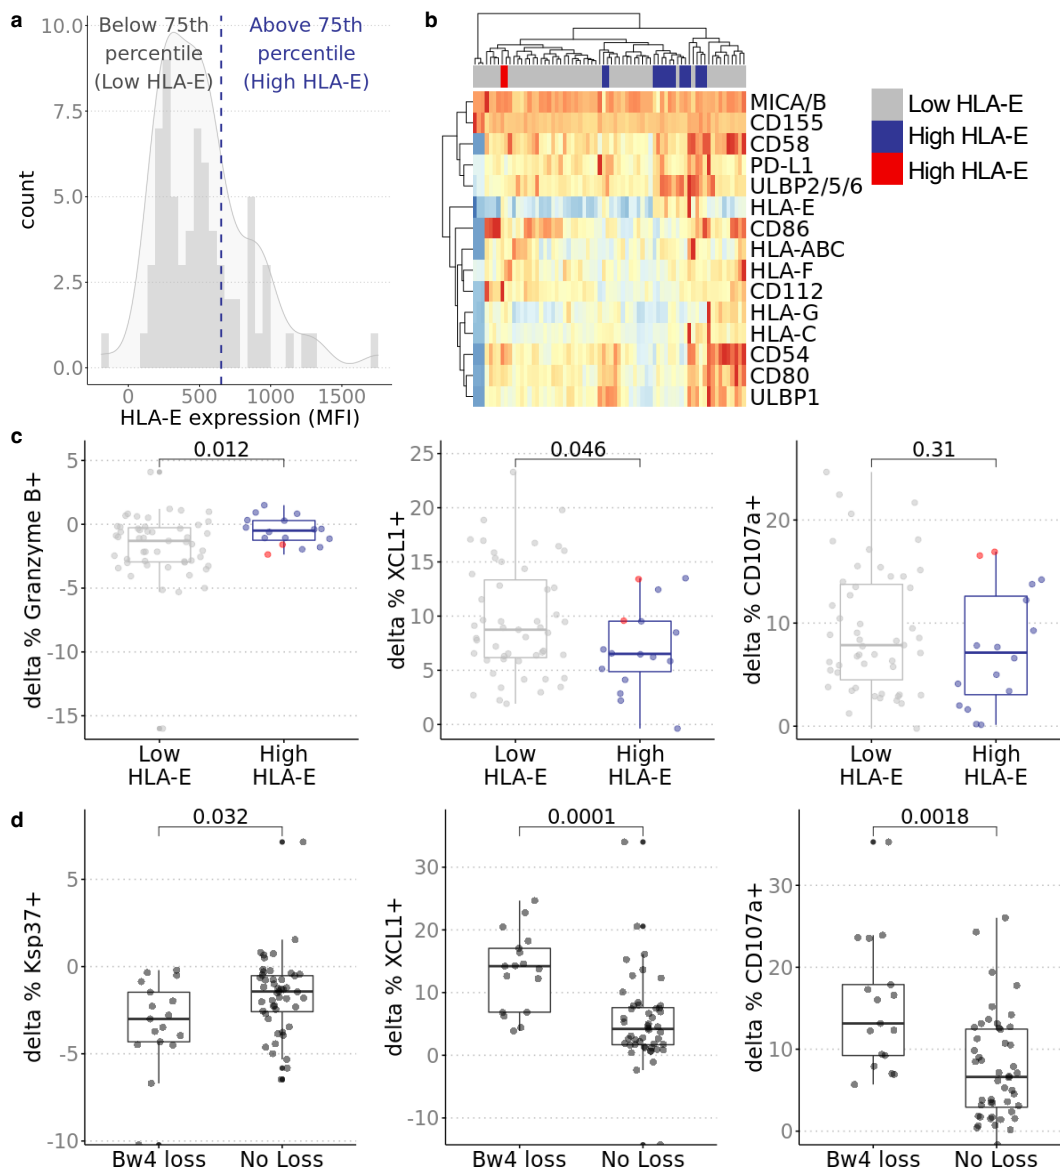 a
Below 75th
percentile
(Low HLA-E)
Above 75th
percentile
(High HLA-E)
10.0
7.5
5.0
2.5
0.0
count
0
500
1000
1500
HLA-E expression (MFI)
b
MICA/B
CD155
CD58
PD-L1
ULBP2/5/6
HLA-E
CD86
HLA-ABC
HLA-F
CD112
HLA-G
HLA-C
CD54
CD80
ULBP1
Low HLA-E
High HLA-E
High HLA-E
c
delta % Granzyme B+
5
0
-5
-10
-15
0.012
Low
HLA-E
High
HLA-E
delta % XCL1+
25
20
15
10
5
0
0.046
Low
HLA-E
High
HLA-E
delta % CD107a+
20
10
0
0.31
Low
HLA-E
High
HLA-E
d
delta % Ksp37+
5
0
-5
-10
0.032
Bw4 loss
No Loss
delta % XCL1+
30
20
10
0
-10
0.0001
Bw4 loss
No Loss
delta % CD107a+
30
20
10
0
0.0018
Bw4 loss
No Loss